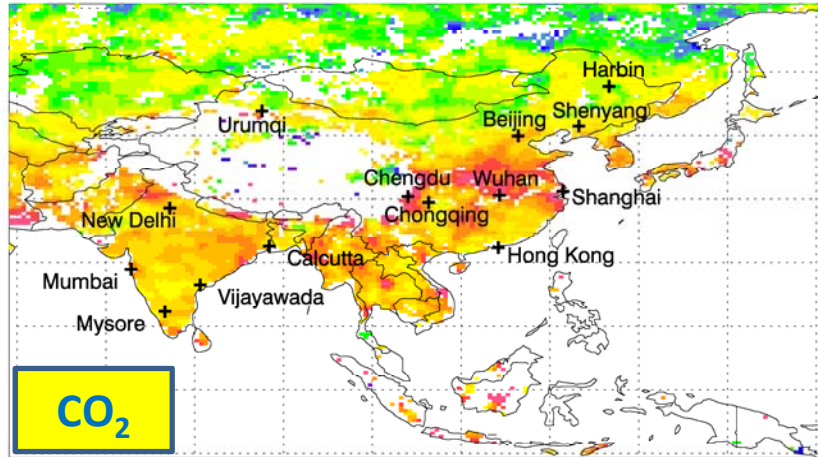 Harbin
Urumqi
Beijing
Shenyang
Chengdu
Wuhan
Shanghai
New Delhi
Chongqing
Hong Kong
Calcutta
Mumbai
Vijayawada
Mysore
CO₂